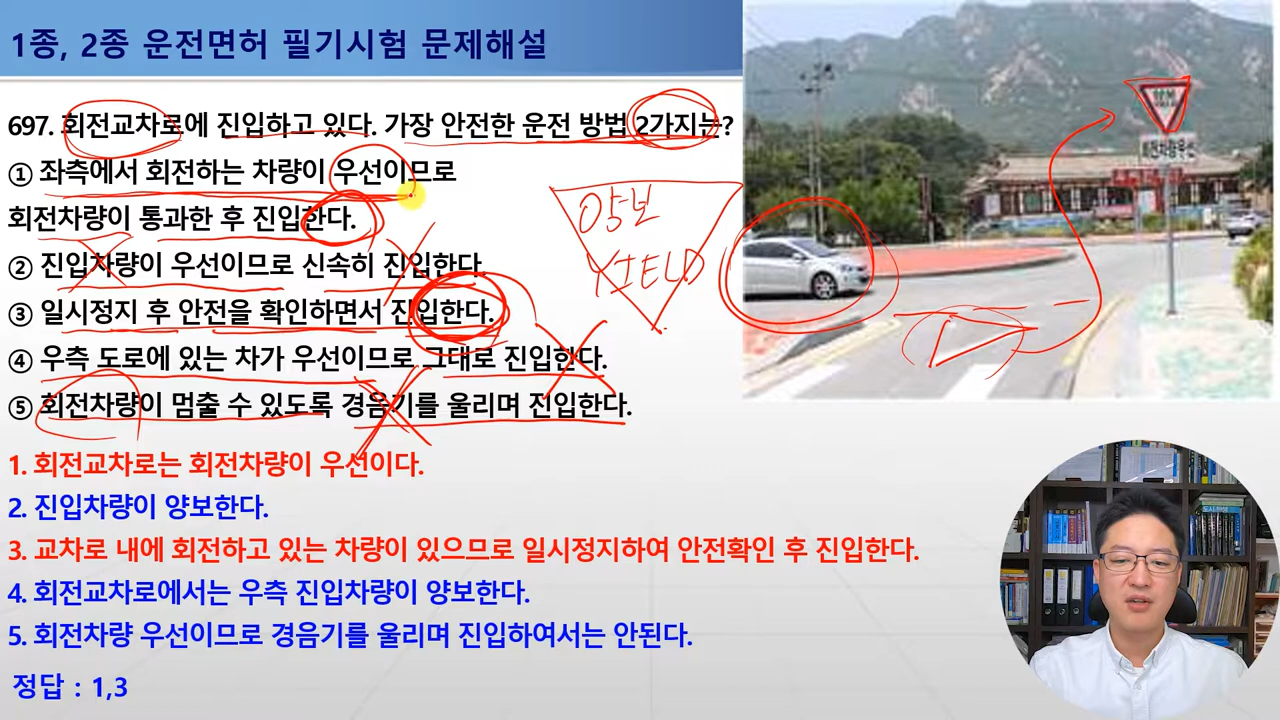 1종, 2종 운전면허 필기시험 문제해설
697. 회전교차로에 진입하고 있다. 가장 안전한 운전 방법 2가지는?
① 좌측에서 회전하는 차량이 우선이므로
회전차량이 통과한 후 진입한다.
② 진입차량이 우선이므로 신속히 진입한다.
③ 일시정지 후 안전을 확인하면서 진입한다.
④ 우측 도로에 있는 차가 우선이므로 그대로 진입한다.
⑤ 회전차량이 멈출 수 있도록 경음기를 울리며 진입한다.
양보
YIELD
회전차량우선
1. 회전교차로는 회전차량이 우선이다.
2. 진입차량이 양보한다.
3. 교차로 내에 회전하고 있는 차량이 있으므로 일시정지하여 안전확인 후 진입한다.
4. 회전교차로에서는 우측 진입차량이 양보한다.
5. 회전차량 우선이므로 경음기를 울리며 진입하여서는 안된다.
정답 : 1,3